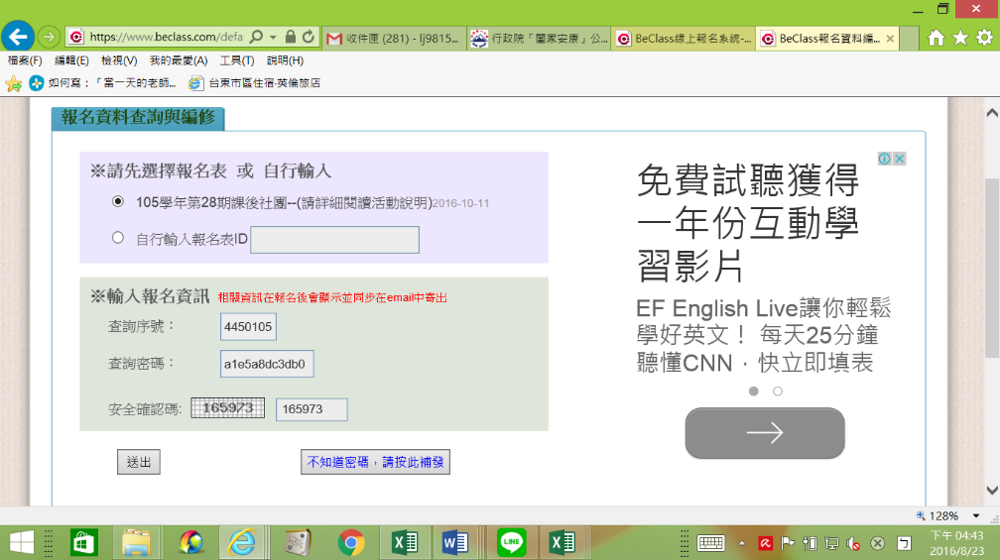 https://www.beclass.com/defa
收件匣 (281) - lj9815...
行政院「闔家安康」公...
BeClass線上報名系統-...
BeClass報名資料編...
檔案(F) 編輯(E) 檢視(V) 我的最愛(A) 工具(T) 說明(H)
如何寫：「當一天的老師... 台東市區住宿-英倫旅店
報名資料查詢與編修
※請先選擇報名表 或 自行輸入
105學年第28期課後社團--(請詳細閱讀活動說明)2016-10-11
自行輸入報名表ID
※輸入報名資訊 相關資訊在報名後會顯示並同步在email中寄出
查詢序號： 4450105
查詢密碼： a1e5a8dc3db0
安全確認碼: 165973 165973
送出 不知道密碼，請按此補發
免費試聽獲得
一年份互動學
習影片
EF English Live讓你輕鬆
學好英文！ 每天25分鐘
聽懂CNN，快立即填表
128%
LINE
下午 04:43
2016/8/23